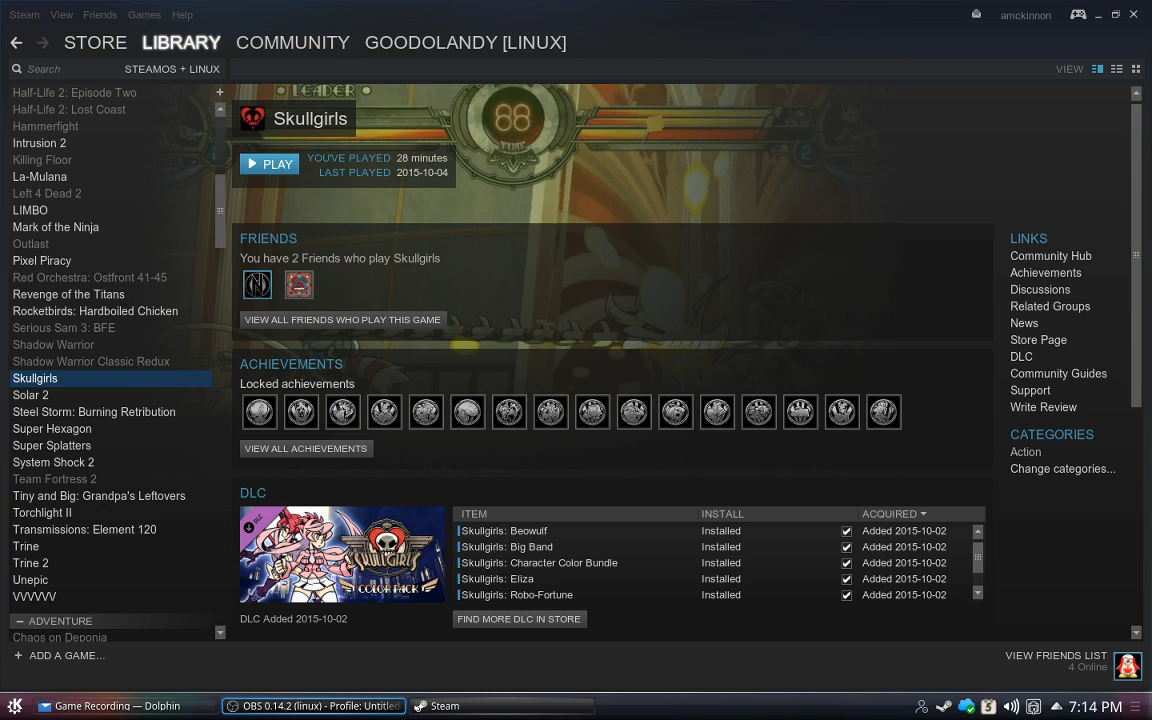 Steam View Friends Games Help amckinnon
STORE LIBRARY COMMUNITY GOODOLANDY [LINUX]
Search STEAMOS + LINUX VIEW
Half-Life 2: Episode Two
Half-Life 2: Lost Coast
Hammerfight
Intrusion 2
Killing Floor
La-Mulana
Left 4 Dead 2
LIMBO
Mark of the Ninja
Outlast
Pixel Piracy
Red Orchestra: Ostfront 41-45
Revenge of the Titans
Rocketbirds: Hardboiled Chicken
Serious Sam 3: BFE
Shadow Warrior
Shadow Warrior Classic Redux
Skullgirls
Solar 2
Steel Storm: Burning Retribution
Super Hexagon
Super Splatters
System Shock 2
Team Fortress 2
Tiny and Big: Grandpa's Leftovers
Torchlight II
Transmissions: Element 120
Trine
Trine 2
Unepic
VVVVVV
ADVENTURE
Chaos on Deponia
ADD A GAME...
LEADER
88
TIME
1
2
Skullgirls
PLAY
YOU'VE PLAYED 28 minutes
LAST PLAYED 2015-10-04
FRIENDS
You have 2 Friends who play Skullgirls
VIEW ALL FRIENDS WHO PLAY THIS GAME
ACHIEVEMENTS
Locked achievements
VIEW ALL ACHIEVEMENTS
DLC
DLC
SKULLGIRLS
COLOR PACK
DLC Added 2015-10-02
ITEM INSTALL ACQUIRED
Skullgirls: Beowulf Installed Added 2015-10-02
Skullgirls: Big Band Installed Added 2015-10-02
Skullgirls: Character Color Bundle Installed Added 2015-10-02
Skullgirls: Eliza Installed Added 2015-10-02
Skullgirls: Robo-Fortune Installed Added 2015-10-02
FIND MORE DLC IN STORE
LINKS
Community Hub
Achievements
Discussions
Related Groups
News
Store Page
DLC
Community Guides
Support
Write Review
CATEGORIES
Action
Change categories...
VIEW FRIENDS LIST
4 Online
Game Recording — Dolphin OBS 0.14.2 (linux) - Profile: Untitled Steam 7:14 PM